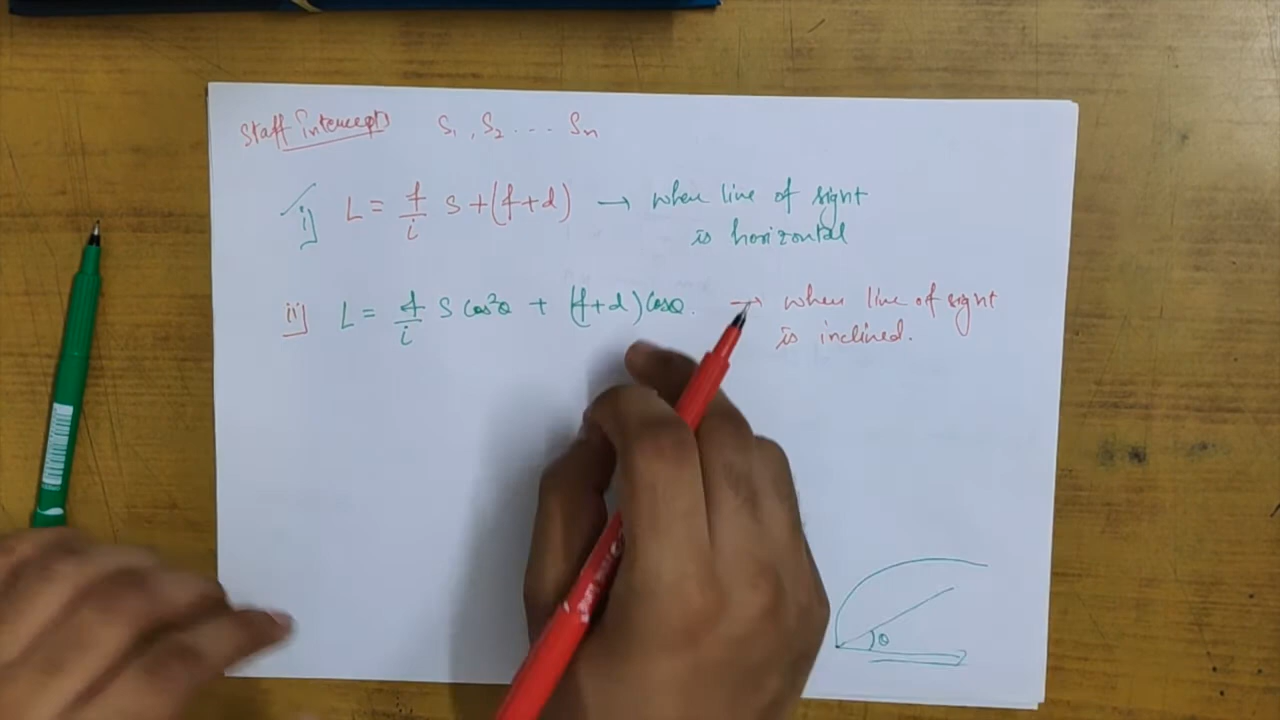 Staff Intercepts S₁, S₂ ... Sₙ
i) L = f/i S + (f+d) → when line of sight
is horizontal
ii) L = f/i S cos²θ + (f+d) Cosθ. → when line of sight
is inclined.
θ